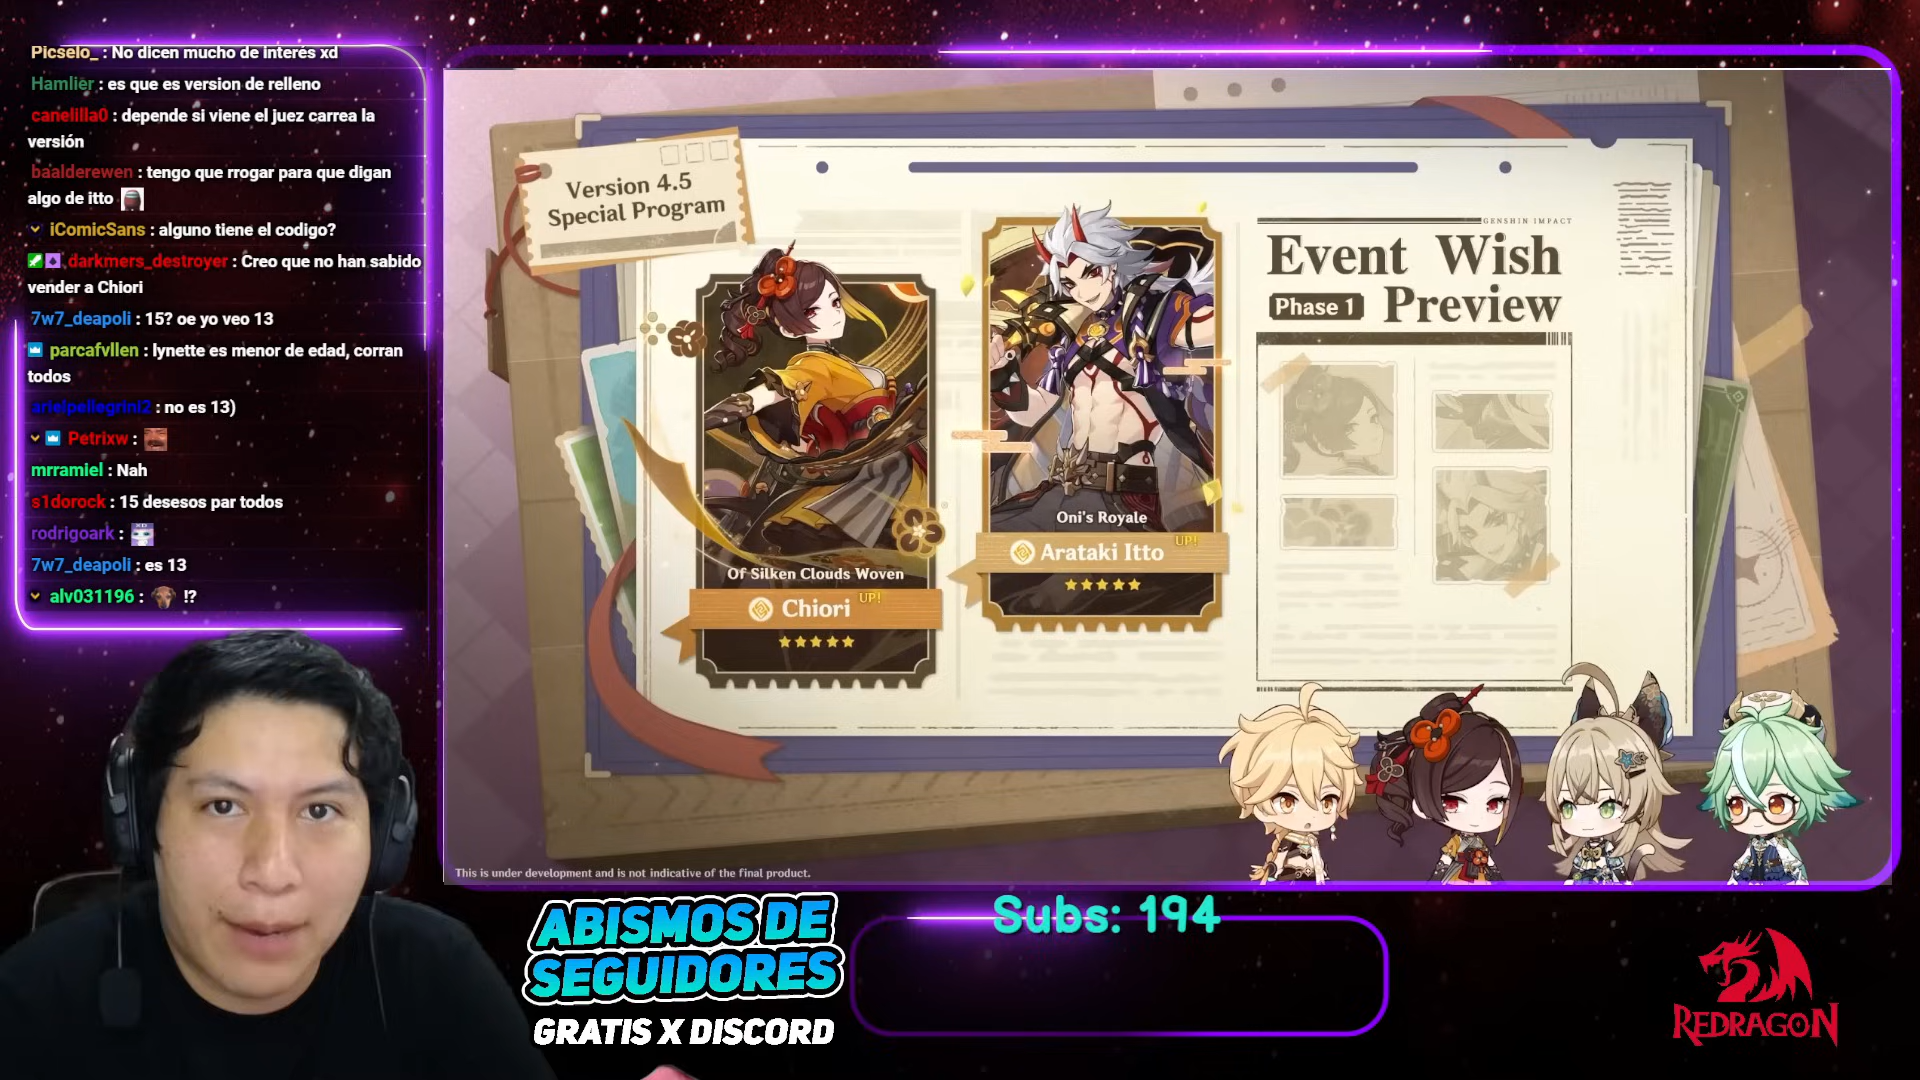 Picselo_ : No dicen mucho de interés xd
Hamlier : es que es version de relleno
canelilla0 : depende si viene el juez carrea la
versión
baalderewen : tengo que rrogar para que digan
algo de itto
iComicSans : alguno tiene el codigo?
darkmers_destroyer : Creo que no han sabido
vender a Chiori
7w7_deapoli : 15? oe yo veo 13
parcafvllen : lynette es menor de edad, corran
todos
arielpellegrini2 : no es 13)
Petrixw :
mrramiel : Nah
s1dorock : 15 desesos par todos
rodrigoark :
7w7_deapoli : es 13
alv031196 : !?
Version 4.5
Special Program
Of Silken Clouds Woven
Chiori UP!
Oni's Royale
Arataki Itto UP!
GENSHIN IMPACT
Event Wish
Phase 1 Preview
This is under development and is not indicative of the final product.
ABISMOS DE
SEGUIDORES
GRATIS X DISCORD
Subs: 194
REDRAGON